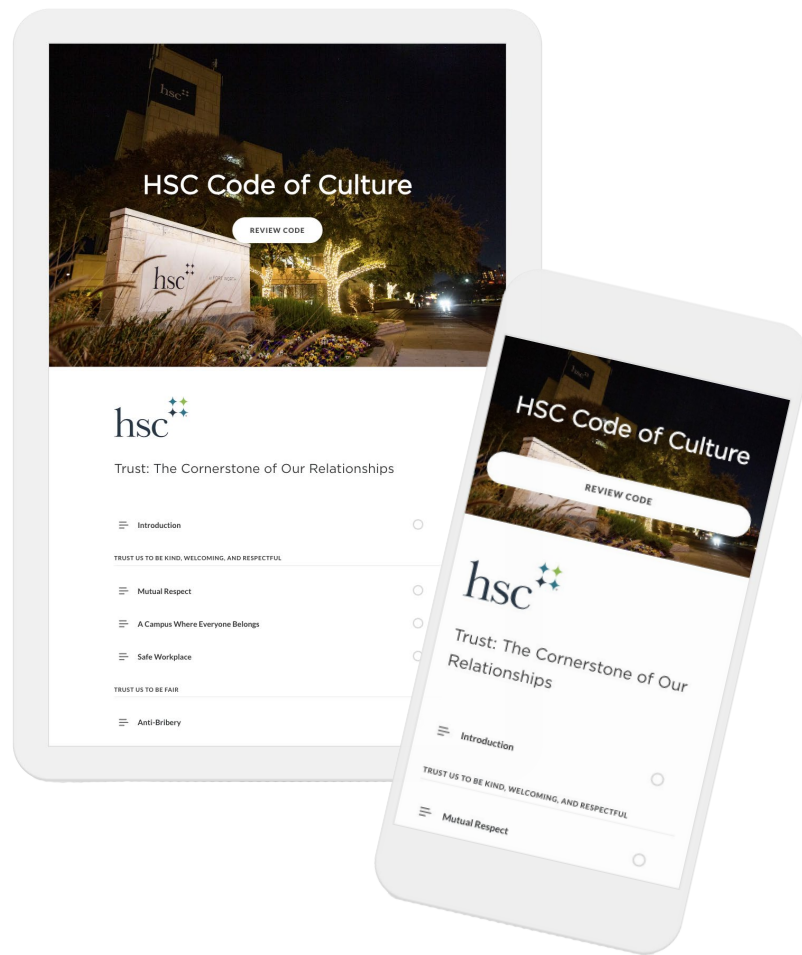 hsc
HSC Code of Culture
REVIEW CODE
hsc
hsc
Trust: The Cornerstone of Our Relationships
Introduction
TRUST US TO BE KIND, WELCOMING, AND RESPECTFUL
Mutual Respect
A Campus Where Everyone Belongs
Safe Workplace
TRUST US TO BE FAIR
Anti-Bribery
HSC Code of Culture
REVIEW CODE
hsc
Trust: The Cornerstone of Our
Relationships
Introduction
TRUST US TO BE KIND, WELCOMING, AND RESPECTFUL
Mutual Respect